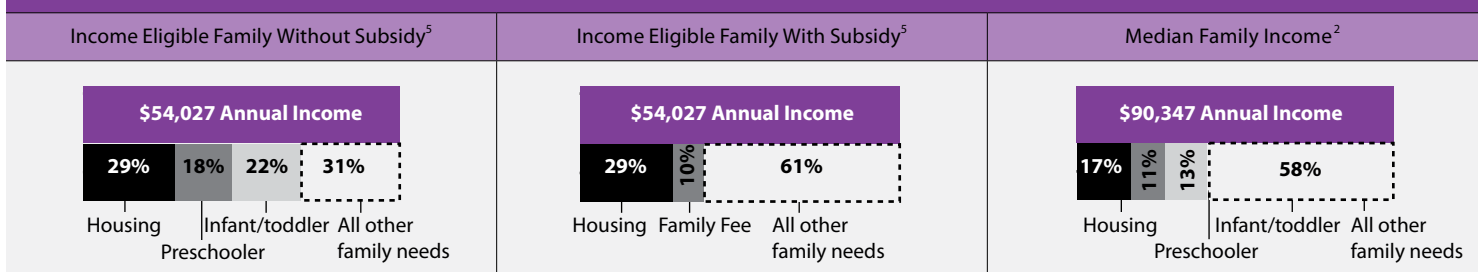 Income Eligible Family Without Subsidy5
Income Eligible Family With Subsidy5
Median Family Income2
$54,027 Annual Income
29% 18% 22% 31%
Housing Infant/toddler All other
Preschooler family needs
$54,027 Annual Income
29% 10% 61%
Housing Family Fee All other
family needs
$90,347 Annual Income
17% 11% 13% 58%
Housing Infant/toddler All other
Preschooler family needs